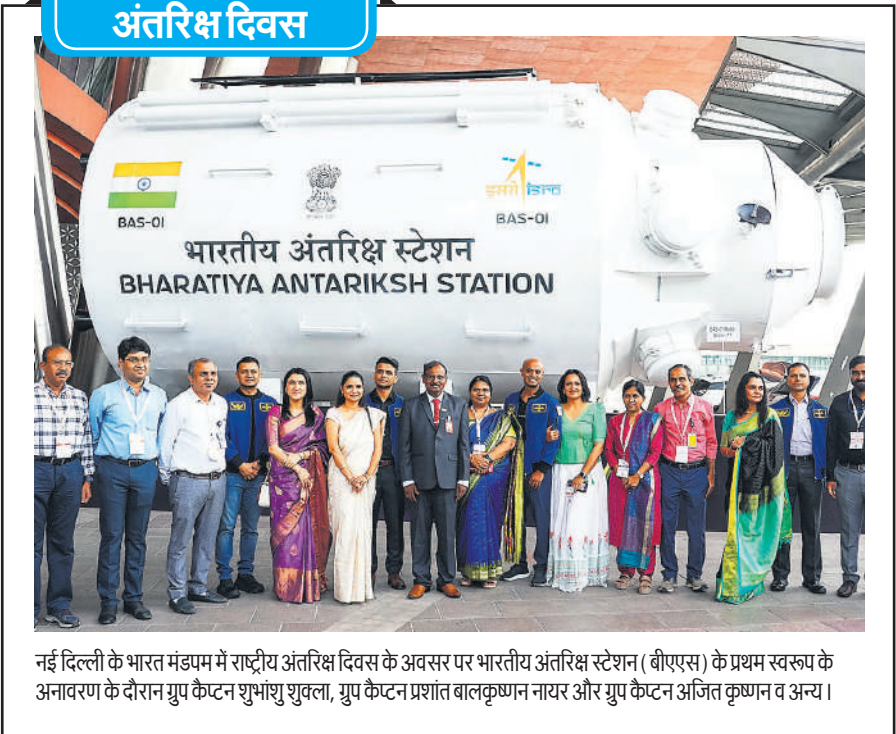 अंतरिक्ष दिवस
BAS-01
इसरो isro
BAS-01
भारतीय अंतरिक्ष स्टेशन
BHARATIYA ANTARIKSH STATION
नई दिल्ली के भारत मंडपम में राष्ट्रीय अंतरिक्ष दिवस के अवसर पर भारतीय अंतरिक्ष स्टेशन ( बीएएस ) के प्रथम स्वरूप के
अनावरण के दौरान ग्रुप कैप्टन शुभांशु शुक्ला, ग्रुप कैप्टन प्रशांत बालकृष्णन नायर और ग्रुप कैप्टन अजित कृष्णन व अन्य।